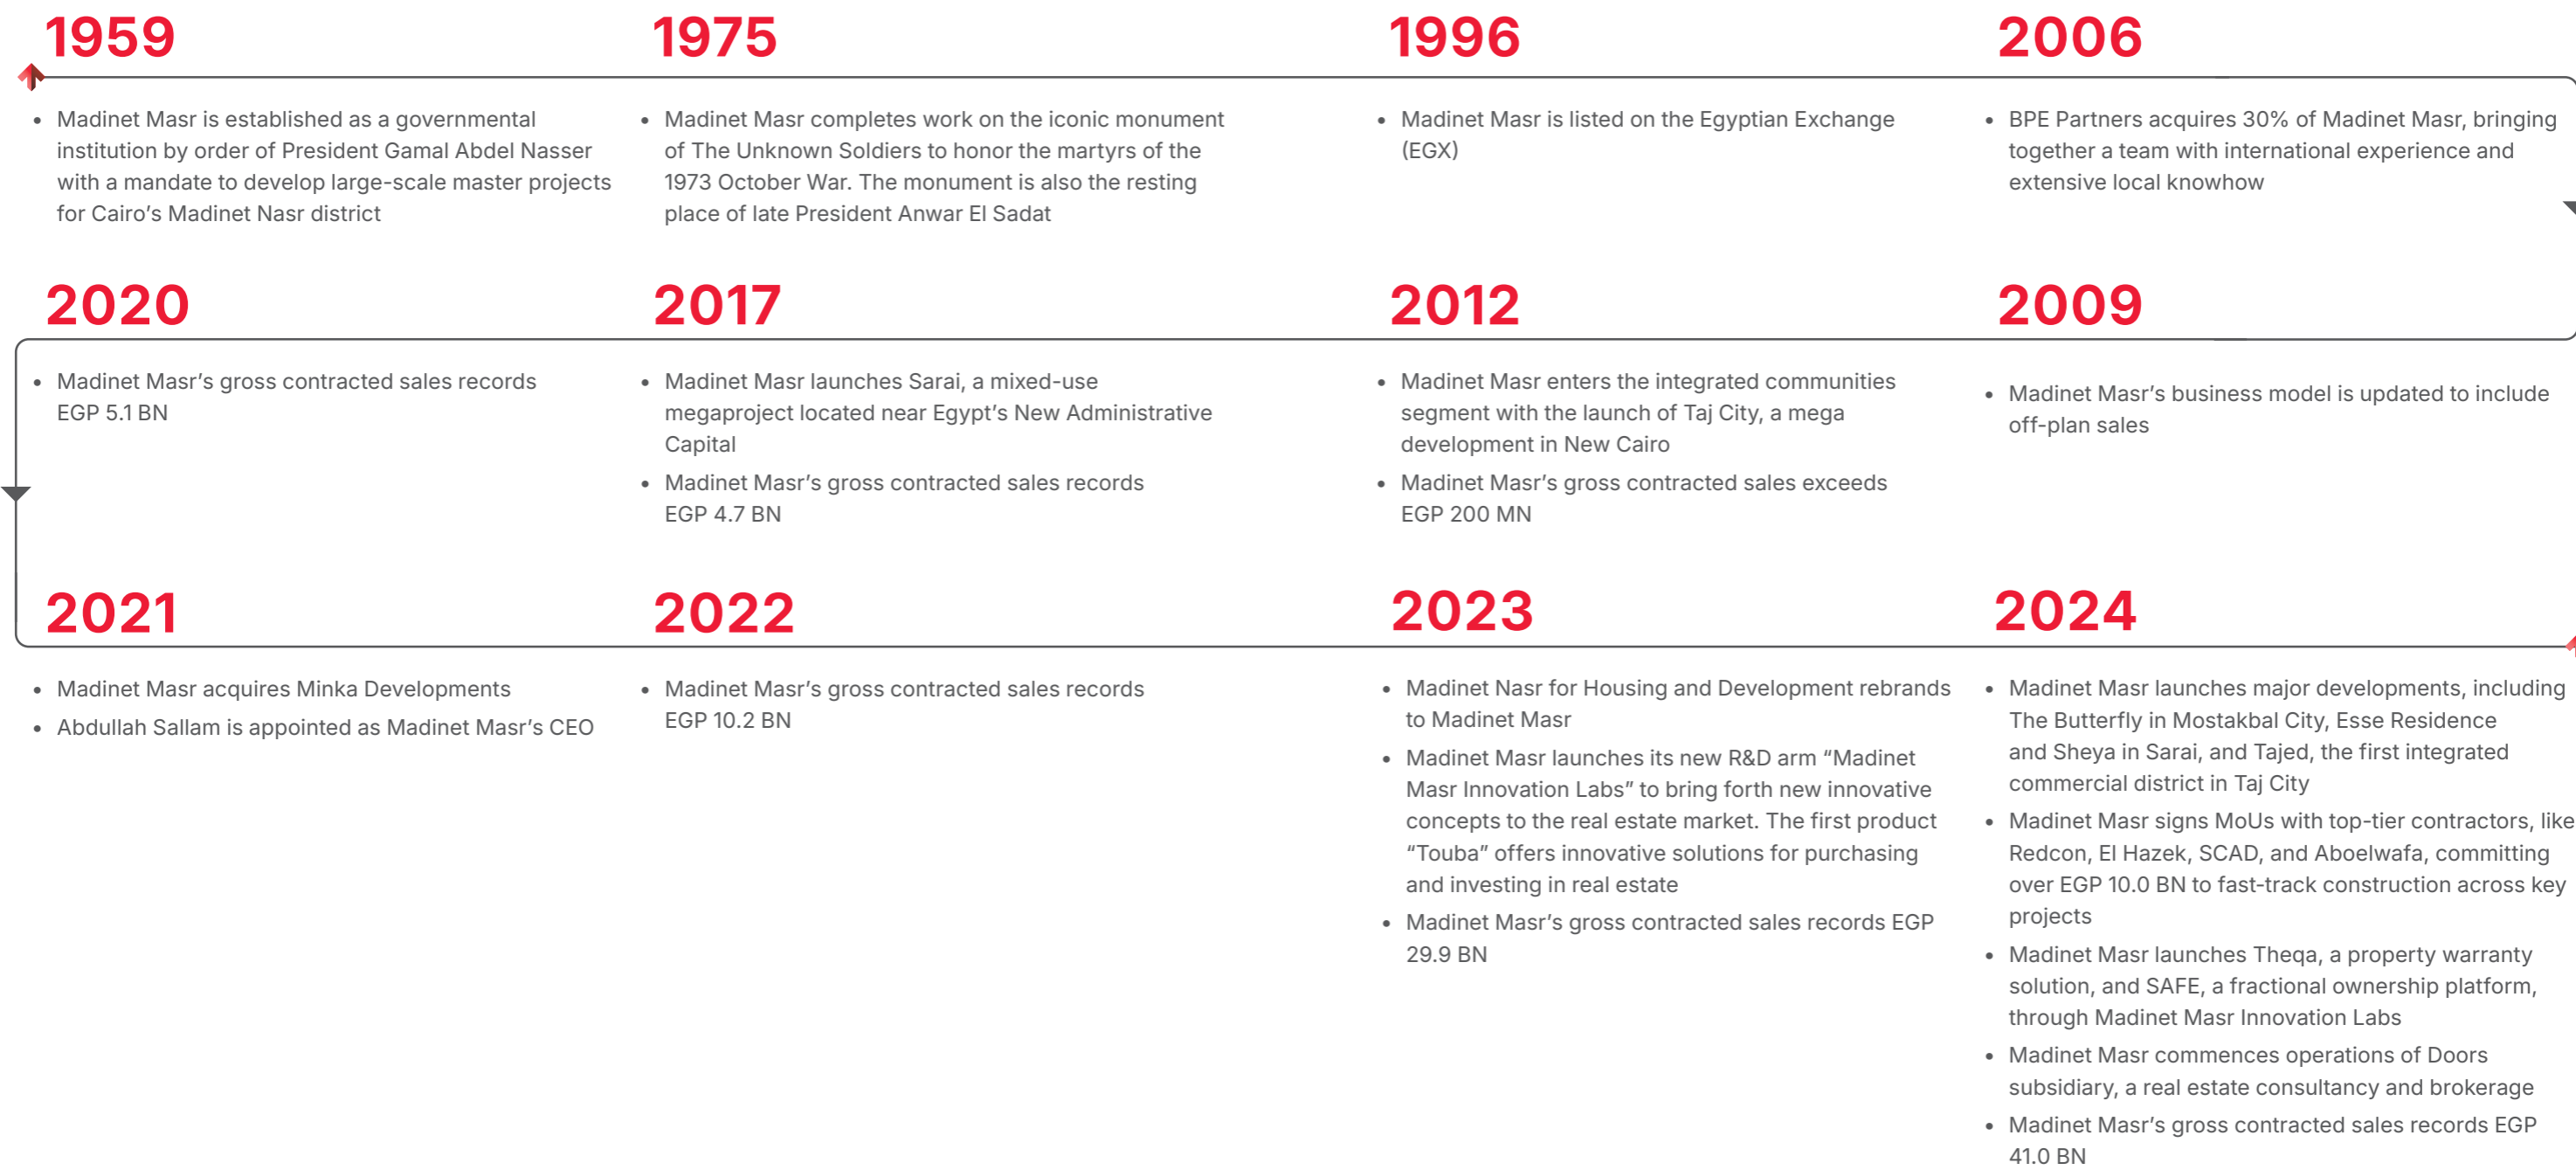 1959
Madinet Masr is established as a governmental
institution by order of President Gamal Abdel Nasser
with a mandate to develop large-scale master projects
for Cairo’s Madinet Nasr district
1975
Madinet Masr completes work on the iconic monument
of The Unknown Soldiers to honor the martyrs of the
1973 October War. The monument is also the resting
place of late President Anwar El Sadat
1996
Madinet Masr is listed on the Egyptian Exchange
(EGX)
2006
BPE Partners acquires 30% of Madinet Masr, bringing
together a team with international experience and
extensive local knowhow
2009
Madinet Masr’s business model is updated to include
off-plan sales
2012
Madinet Masr enters the integrated communities
segment with the launch of Taj City, a mega
development in New Cairo
Madinet Masr’s gross contracted sales exceeds
EGP 200 MN
2017
Madinet Masr launches Sarai, a mixed-use
megaproject located near Egypt’s New Administrative
Capital
Madinet Masr’s gross contracted sales records
EGP 4.7 BN
2020
Madinet Masr’s gross contracted sales records
EGP 5.1 BN
2021
Madinet Masr acquires Minka Developments
Abdullah Sallam is appointed as Madinet Masr’s CEO
2022
Madinet Masr’s gross contracted sales records
EGP 10.2 BN
2023
Madinet Nasr for Housing and Development rebrands
to Madinet Masr
Madinet Masr launches its new R&D arm “Madinet
Masr Innovation Labs” to bring forth new innovative
concepts to the real estate market. The first product
“Touba” offers innovative solutions for purchasing
and investing in real estate
Madinet Masr’s gross contracted sales records EGP
29.9 BN
2024
Madinet Masr launches major developments, including
The Butterfly in Mostakbal City, Esse Residence
and Sheya in Sarai, and Tajed, the first integrated
commercial district in Taj City
Madinet Masr signs MoUs with top-tier contractors, like
Redcon, El Hazek, SCAD, and Aboelwafa, committing
over EGP 10.0 BN to fast-track construction across key
projects
Madinet Masr launches Theqa, a property warranty
solution, and SAFE, a fractional ownership platform,
through Madinet Masr Innovation Labs
Madinet Masr commences operations of Doors
subsidiary, a real estate consultancy and brokerage
Madinet Masr’s gross contracted sales records EGP
41.0 BN